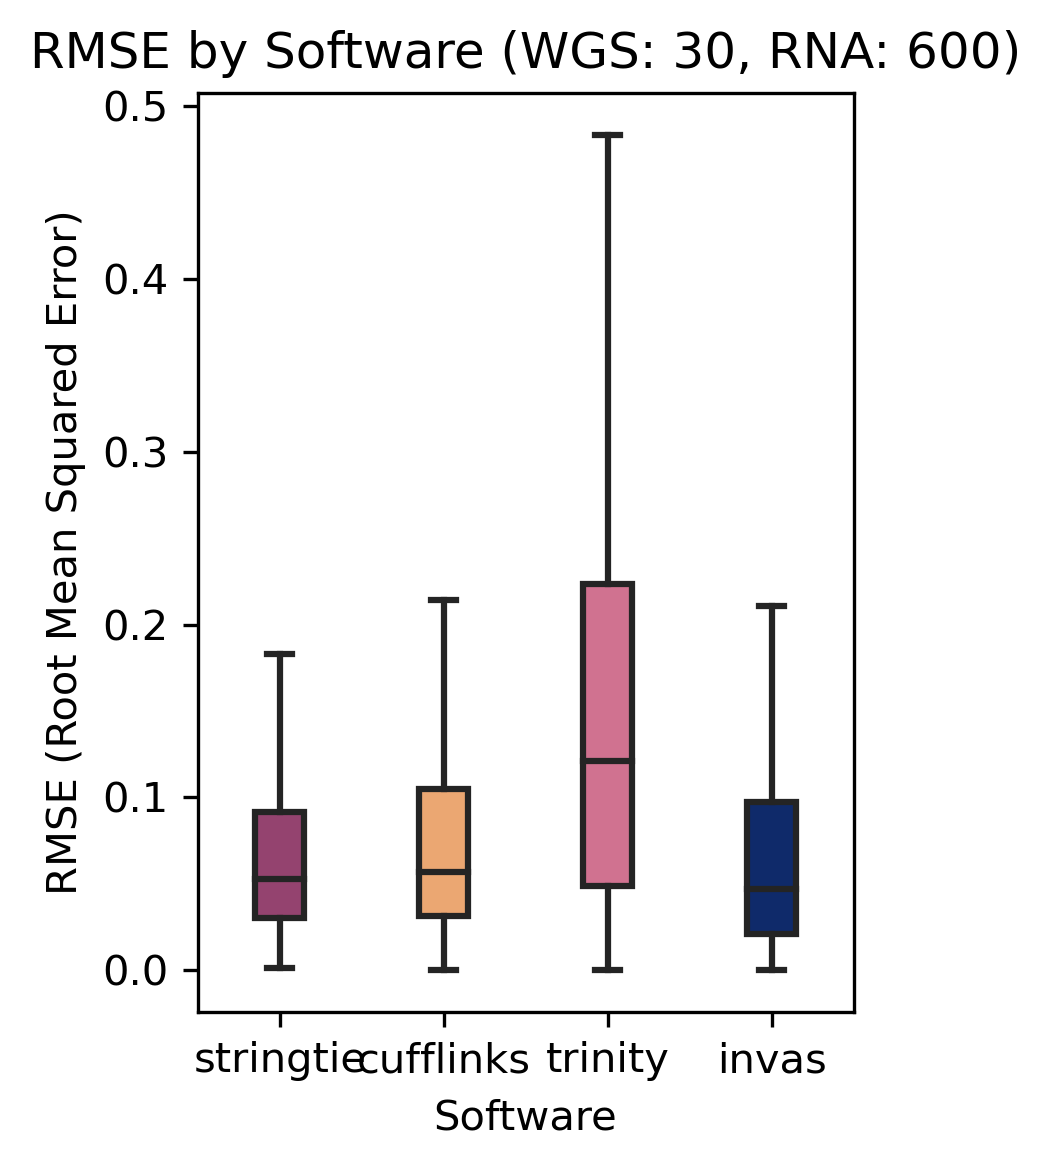 RMSE by Software (WGS: 30, RNA: 600)
RMSE (Root Mean Squared Error)
0.5
0.4
0.3
0.2
0.1
0.0
stringtie cufflinks trinity invas
Software